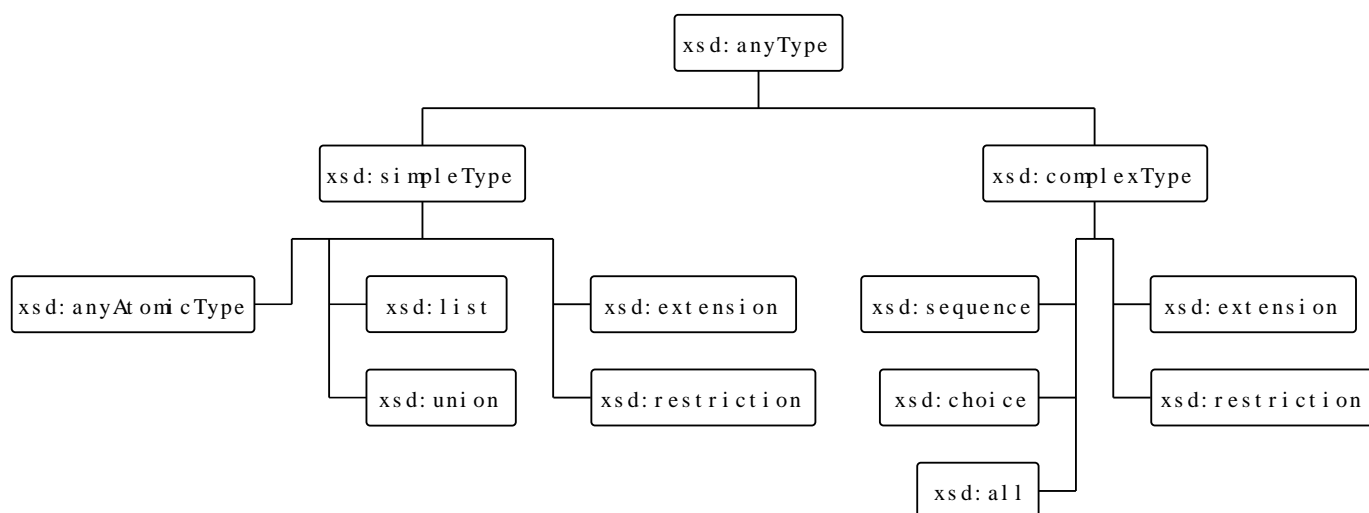 xsd:anyType
xsd:simpleType
xsd:complexType
xsd:anyAtomicType
xsd:list
xsd:extension
xsd:sequence
xsd:extension
xsd:union
xsd:restriction
xsd:choice
xsd:restriction
xsd:all